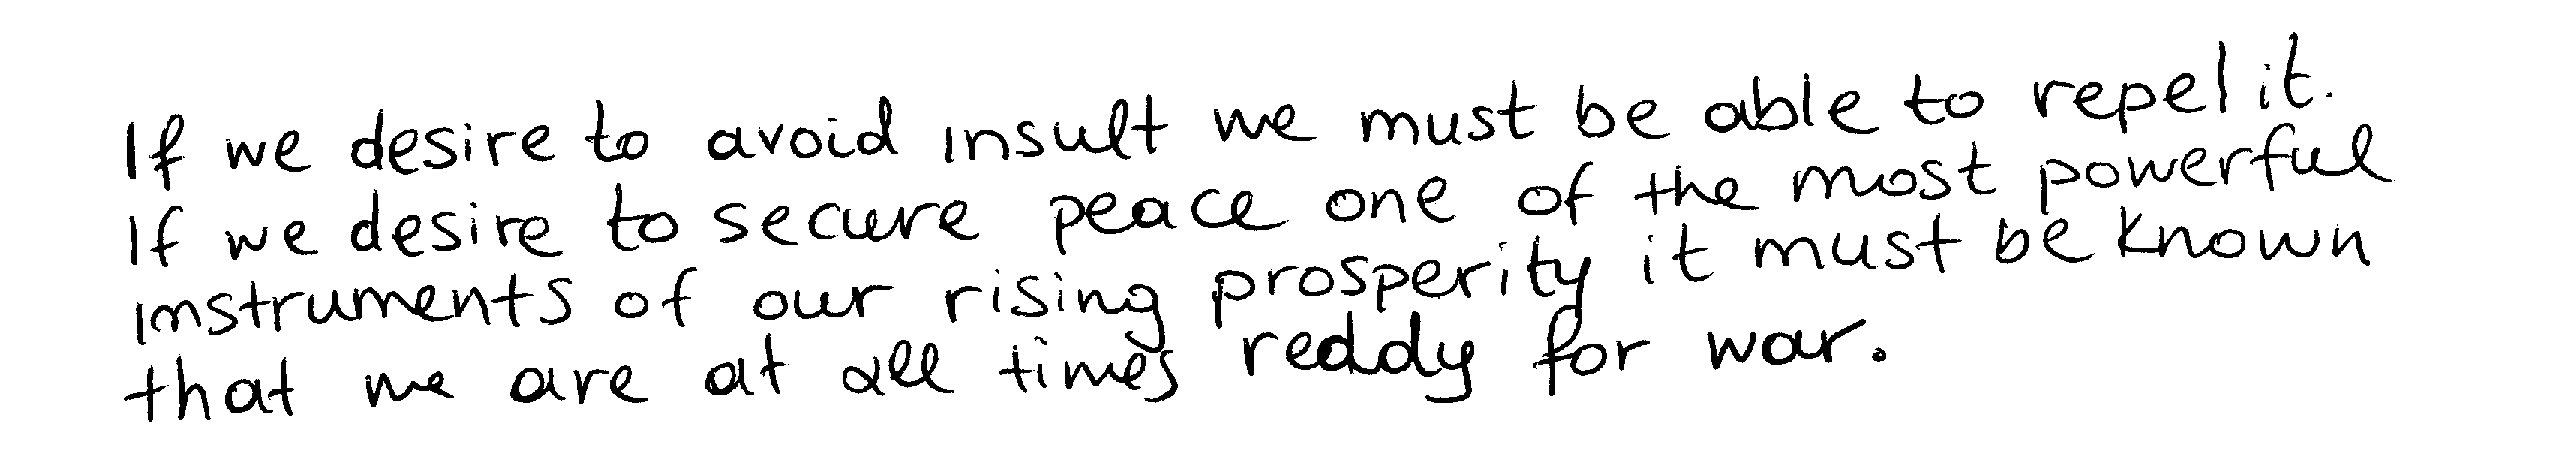 If we desire to avoid insult we must be able to repel it.
If we desire to secure peace one of the most powerful
instruments of our rising prosperity it must be known
that we are at all times ready for war.